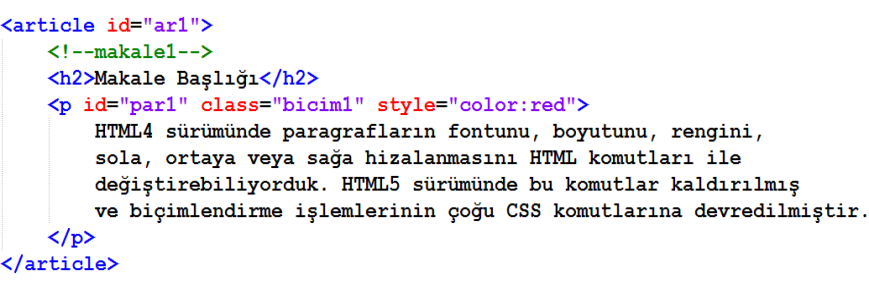 <article id="ar1">
<!--makale1-->
<h2>Makale Başlığı</h2>
<p id="par1" class="bicim1" style="color:red">
HTML4 sürümünde paragrafların fontunu, boyutunu, rengini,
sola, ortaya veya sağa hizalanmasını HTML komutları ile
değiştirebiliyorduk. HTML5 sürümünde bu komutlar kaldırılmış
ve biçimlendirme işlemlerinin çoğu CSS komutlarına devredilmiştir.
</p>
</article>